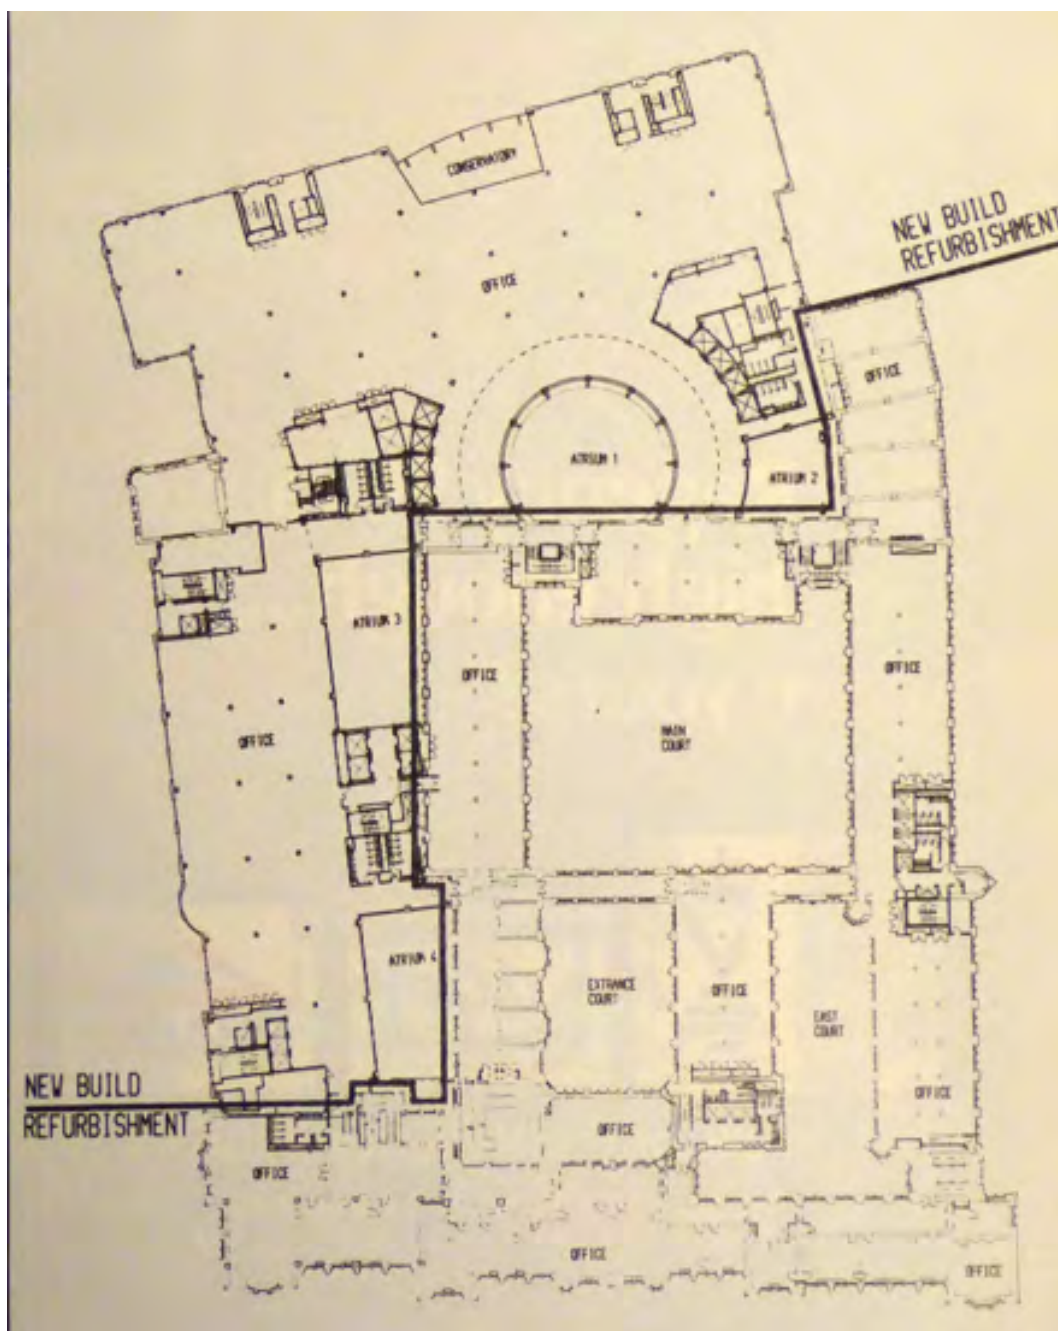 CONSERVATORY
NEW BUILD
REFURBISHMENT
OFFICE
OFFICE
ATRIUM 1
ATRIUM 2
ATRIUM 3
OFFICE
OFFICE
OFFICE
MAIN
COURT
ATRIUM 4
ENTRANCE
COURT
OFFICE
EAST
COURT
NEW BUILD
REFURBISHMENT
OFFICE
OFFICE
OFFICE
OFFICE
OFFICE